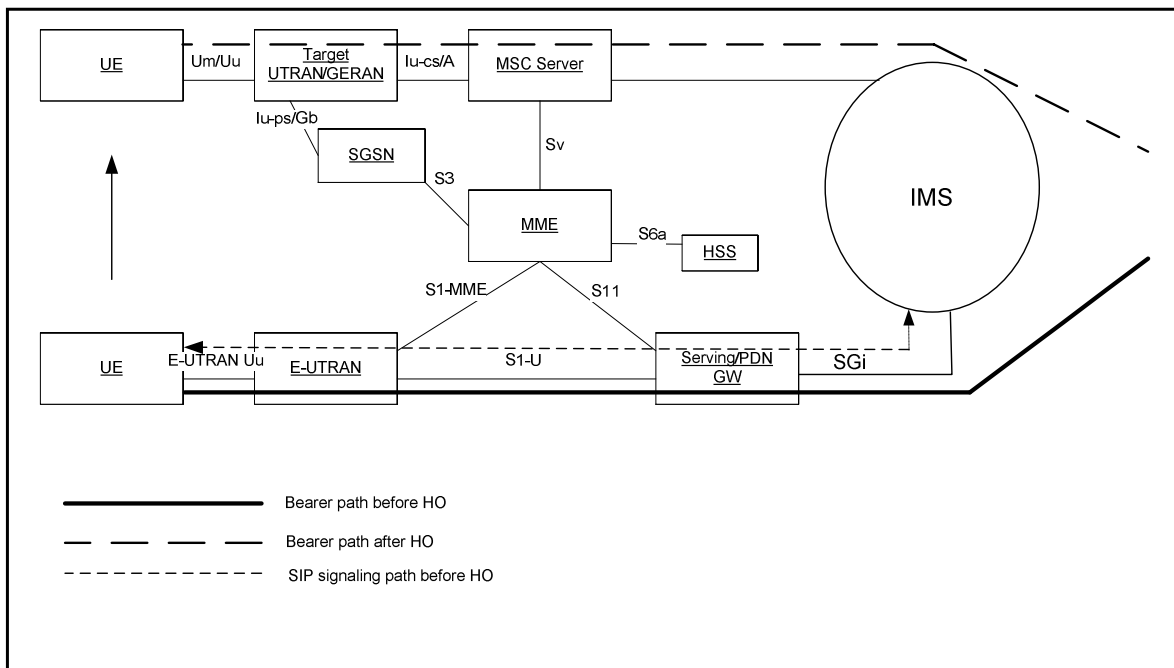 UE
Um/Uu
Target
UTRAN/GERAN
Iu-cs/A
MSC Server
Iu-ps/Gb
SGSN
S3
Sv
MME
S6a
HSS
IMS
S1-MME
S11
UE
E-UTRAN Uu
E-UTRAN
S1-U
Serving/PDN
GW
SGi
Bearer path before HO
Bearer path after HO
SIP signaling path before HO